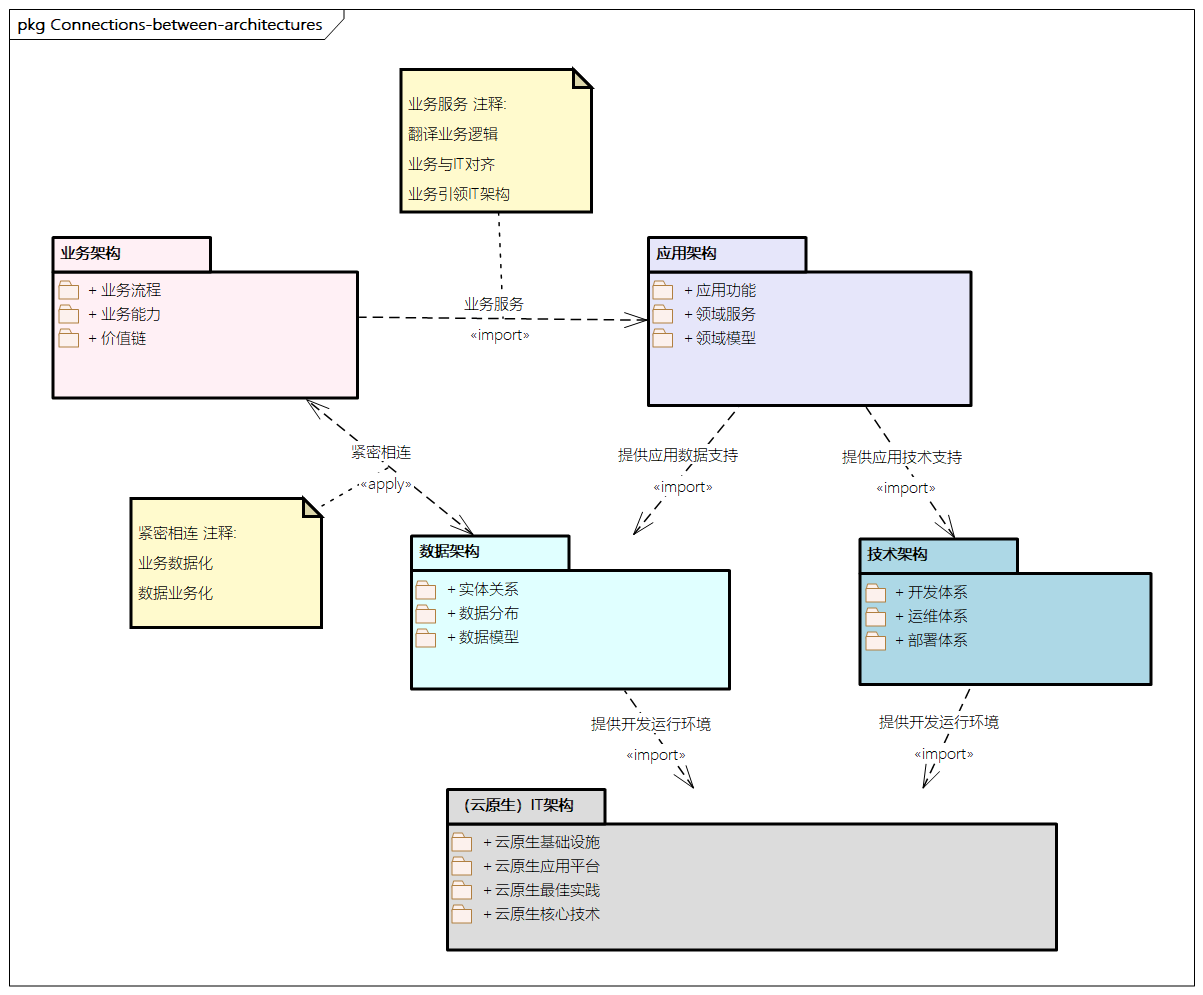 pkg Connections-between-architectures
业务服务 注释:
翻译业务逻辑
业务与IT对齐
业务引领IT架构
业务架构
+ 业务流程
+ 业务能力
+ 价值链
业务服务
«import»
应用架构
+ 应用功能
+ 领域服务
+ 领域模型
紧密相连
«apply»
提供应用数据支持
«import»
提供应用技术支持
«import»
紧密相连 注释:
业务数据化
数据业务化
数据架构
+ 实体关系
+ 数据分布
+ 数据模型
技术架构
+ 开发体系
+ 运维体系
+ 部署体系
提供开发运行环境
«import»
提供开发运行环境
«import»
（云原生）IT架构
+ 云原生基础设施
+ 云原生应用平台
+ 云原生最佳实践
+ 云原生核心技术